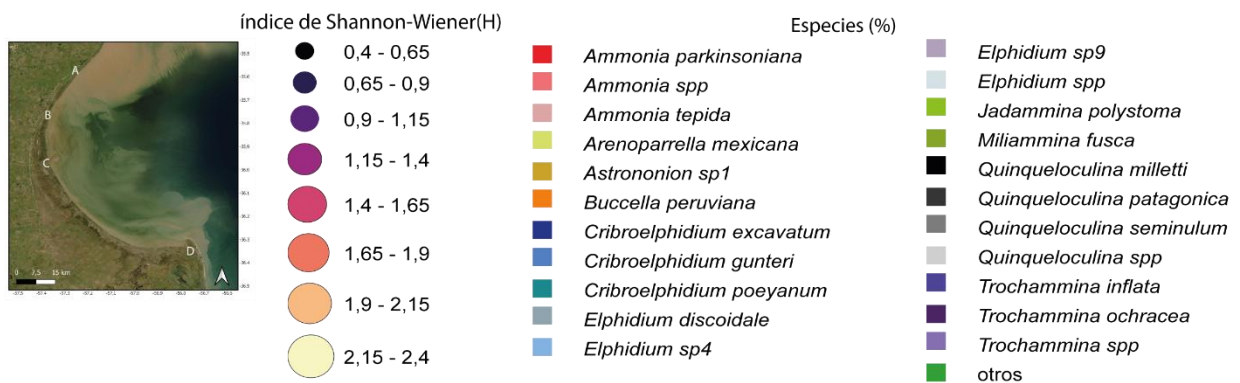 índice de Shannon-Wiener(H)
0,4 - 0,65
0,65 - 0,9
0,9 - 1,15
1,15 - 1,4
1,4 - 1,65
1,65 - 1,9
1,9 - 2,15
2,15 - 2,4
A
B
C
D
0 7,5 15 km
Especies (%)
Ammonia parkinsoniana
Ammonia spp
Ammonia tepida
Arenoparrella mexicana
Astrononion sp1
Buccella peruviana
Cribroelphidium excavatum
Cribroelphidium gunteri
Cribroelphidium poeyanum
Elphidium discoidale
Elphidium sp4
Elphidium sp9
Elphidium spp
Jadammina polystoma
Miliammina fusca
Quinqueloculina milletti
Quinqueloculina patagonica
Quinqueloculina seminulum
Quinqueloculina spp
Trochammina inflata
Trochammina ochracea
Trochammina spp
otros